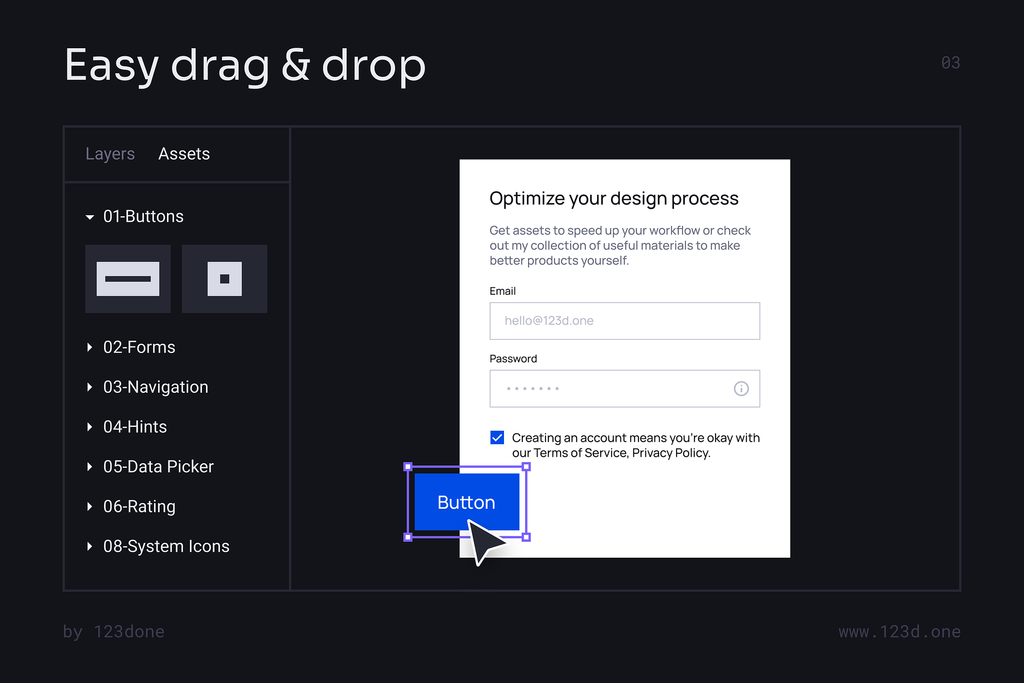 Easy drag & drop
03
Layers Assets
01-Buttons
02-Forms
03-Navigation
04-Hints
05-Data Picker
06-Rating
08-System Icons
Optimize your design process
Get assets to speed up your workflow or check
out my collection of useful materials to make
better products yourself.
Email
hello@123d.one
Password
Creating an account means you're okay with
our Terms of Service, Privacy Policy.
Button
by 123done
www.123d.one